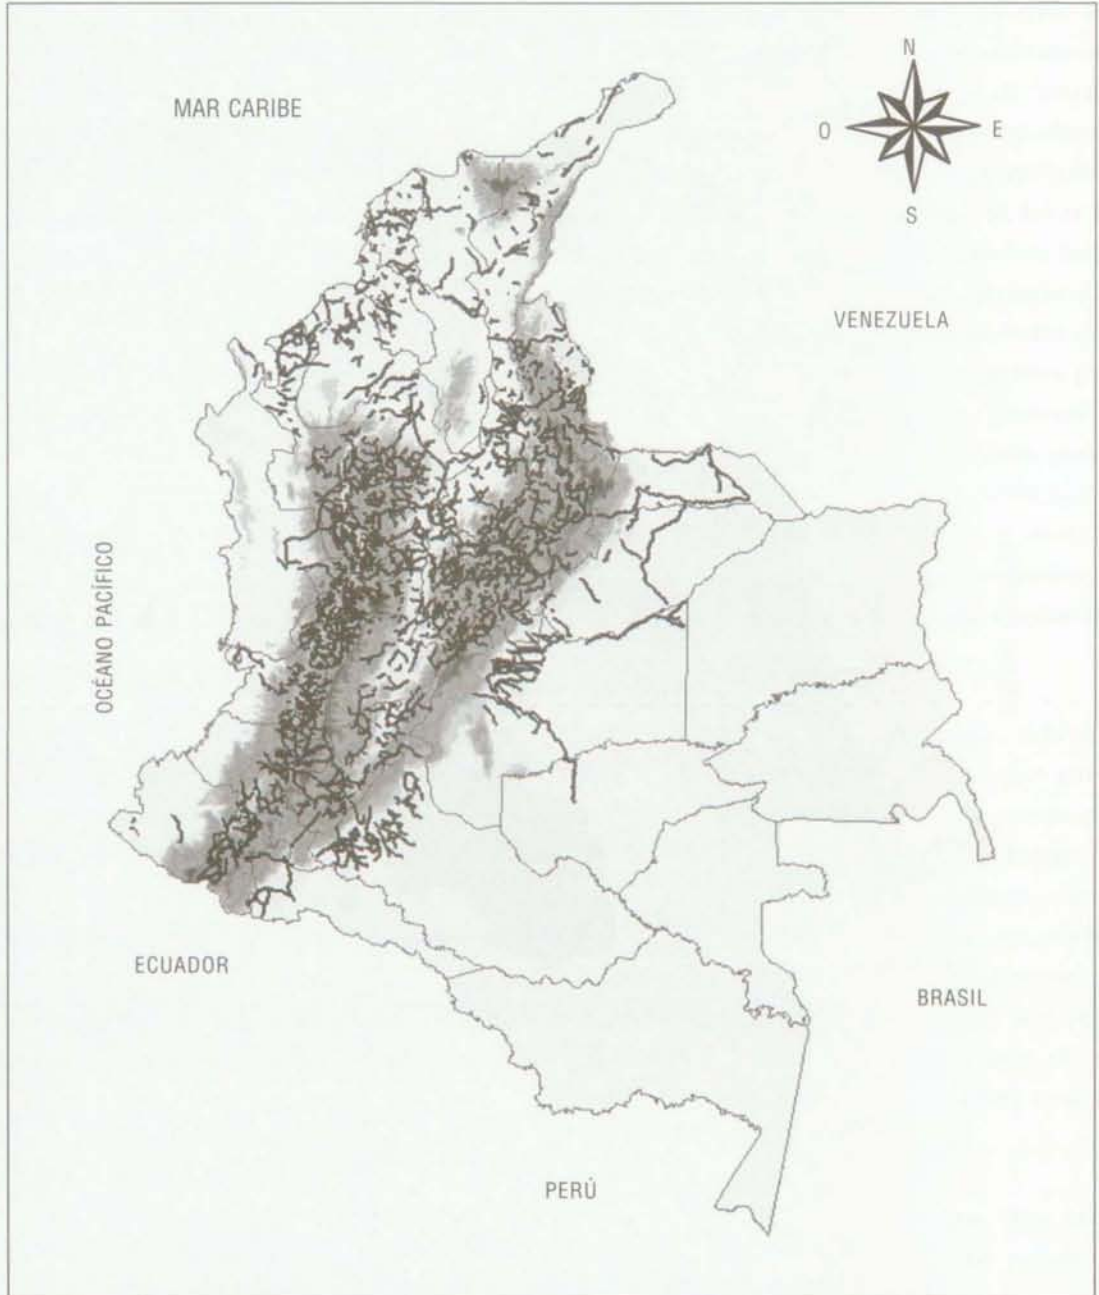 N
MAR CARIBE
O
E
S
VENEZUELA
OCÉANO PACÍFICO
ECUADOR
BRASIL
PERÚ